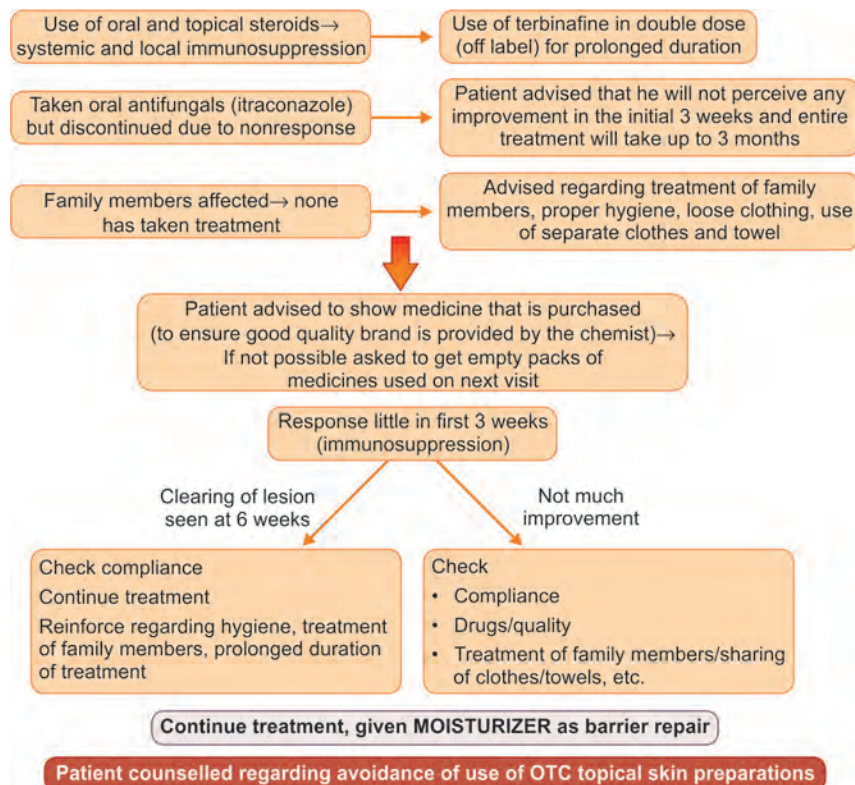 Use of oral and topical steroids→
systemic and local immunosuppression
Use of terbinafine in double dose
(off label) for prolonged duration
Taken oral antifungals (itraconazole)
but discontinued due to nonresponse
Patient advised that he will not perceive any
improvement in the initial 3 weeks and entire
treatment will take up to 3 months
Family members affected→ none
has taken treatment
Advised regarding treatment of family
members, proper hygiene, loose clothing, use
of separate clothes and towel
Patient advised to show medicine that is purchased
(to ensure good quality brand is provided by the chemist)→
If not possible asked to get empty packs of
medicines used on next visit
Response little in first 3 weeks
(immunosuppression)
Clearing of lesion
seen at 6 weeks
Not much
improvement
Check compliance
Continue treatment
Reinforce regarding hygiene, treatment
of family members, prolonged duration
of treatment
Check
• Compliance
• Drugs/quality
• Treatment of family members/sharing
of clothes/towels, etc.
Continue treatment, given MOISTURIZER as barrier repair
Patient counselled regarding avoidance of use of OTC topical skin preparations